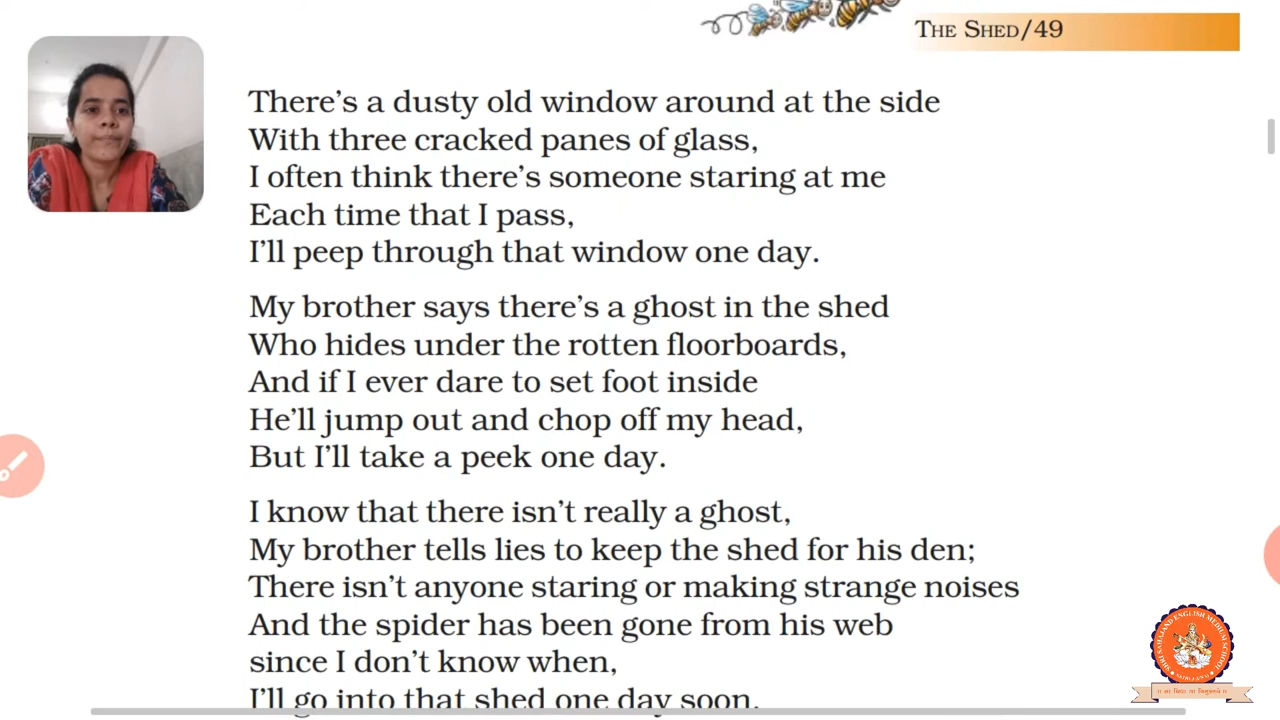 THE SHED/49
There's a dusty old window around at the side
With three cracked panes of glass,
I often think there's someone staring at me
Each time that I pass,
I'll peep through that window one day.
My brother says there's a ghost in the shed
Who hides under the rotten floorboards,
And if I ever dare to set foot inside
He'll jump out and chop off my head,
But I'll take a peek one day.
I know that there isn't really a ghost,
My brother tells lies to keep the shed for his den;
There isn't anyone staring or making strange noises
And the spider has been gone from his web
since I don't know when,
I'll go into that shed one day soon.
SHRI SAHAJAND ENGLISH MEDIUM SCHOOL